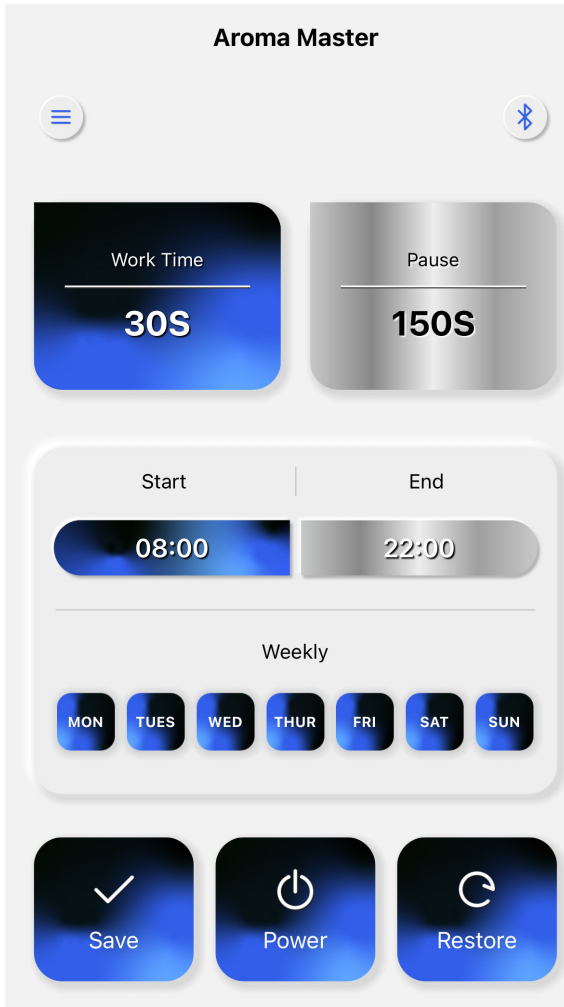 Aroma Master
Work Time
30S
Pause
150S
Start
End
08:00
22:00
Weekly
MON TUES WED THUR FRI SAT SUN
Save
Power
Restore